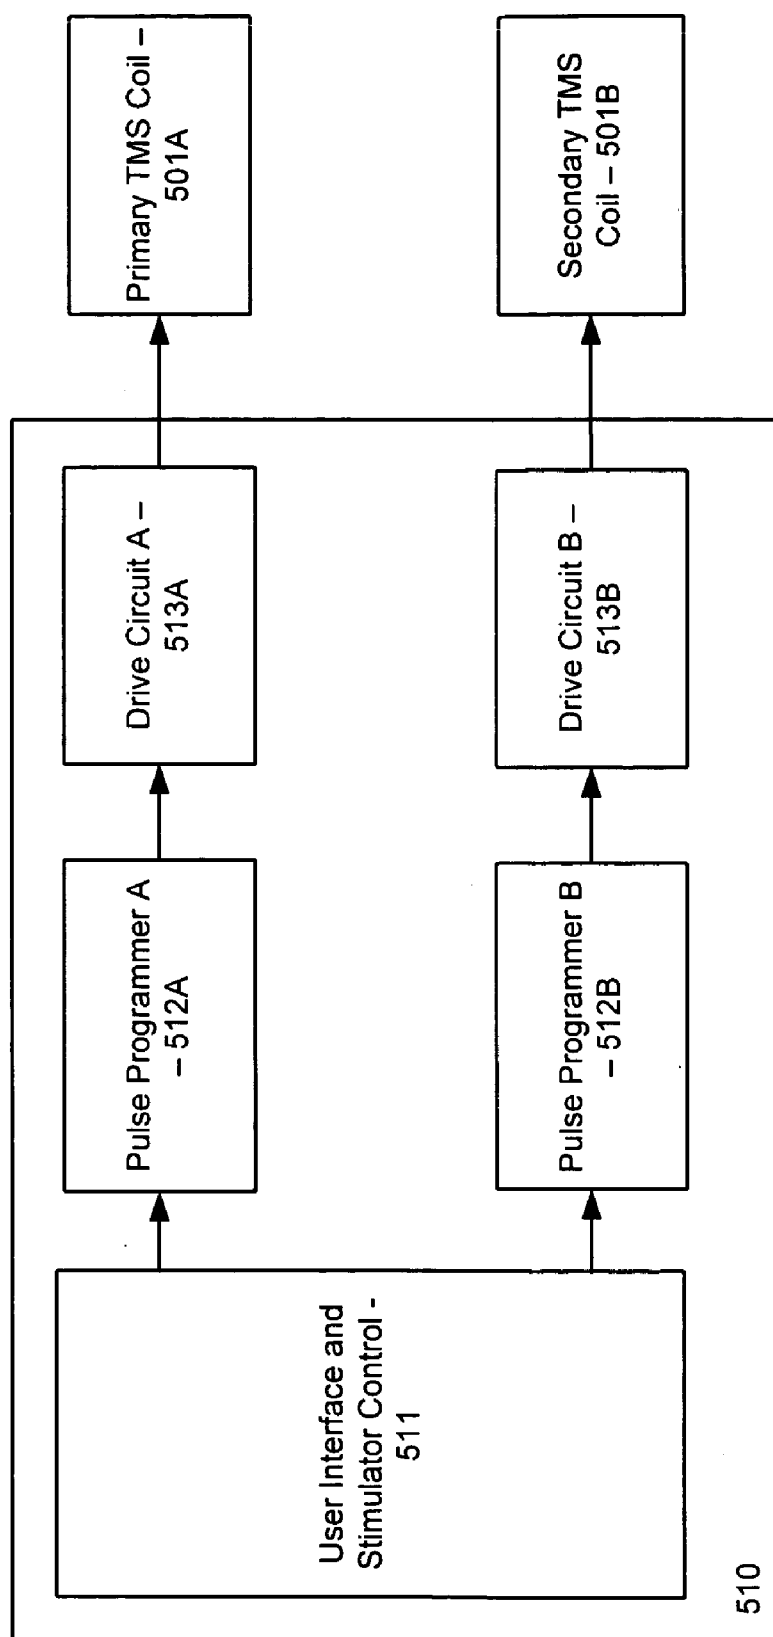 User Interface and
Stimulator Control -
511
Pulse Programmer A
– 512A
Drive Circuit A –
513A
Primary TMS Coil –
501A
Pulse Programmer B
– 512B
Drive Circuit B –
513B
Secondary TMS
Coil – 501B
510